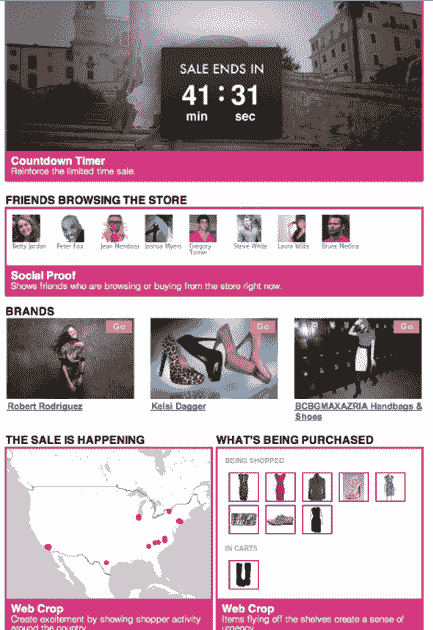 SALE ENDS IN
41 : 31
min sec
Countdown Timer
Reinforce the limited time sale.
FRIENDS BROWSING THE STORE
Betty Jordan Peter Fox Jean Mendoza Joshua Myers Gregory Steve White Laura Willis Bruce Medina
Social Proof
Shows friends who are browsing or buying from the store right now.
BRANDS
Go Go Go
Robert Rodriguez Kelsi Dagger BCBGMAXAZRIA Handbags &
Shoes
THE SALE IS HAPPENING WHAT'S BEING PURCHASED
BEING SHOPPED
IN CARTS
Web Crop Web Crop
Create excitement by showing shopper activity Items flying off the shelves create a sense of
around the country. urgency.